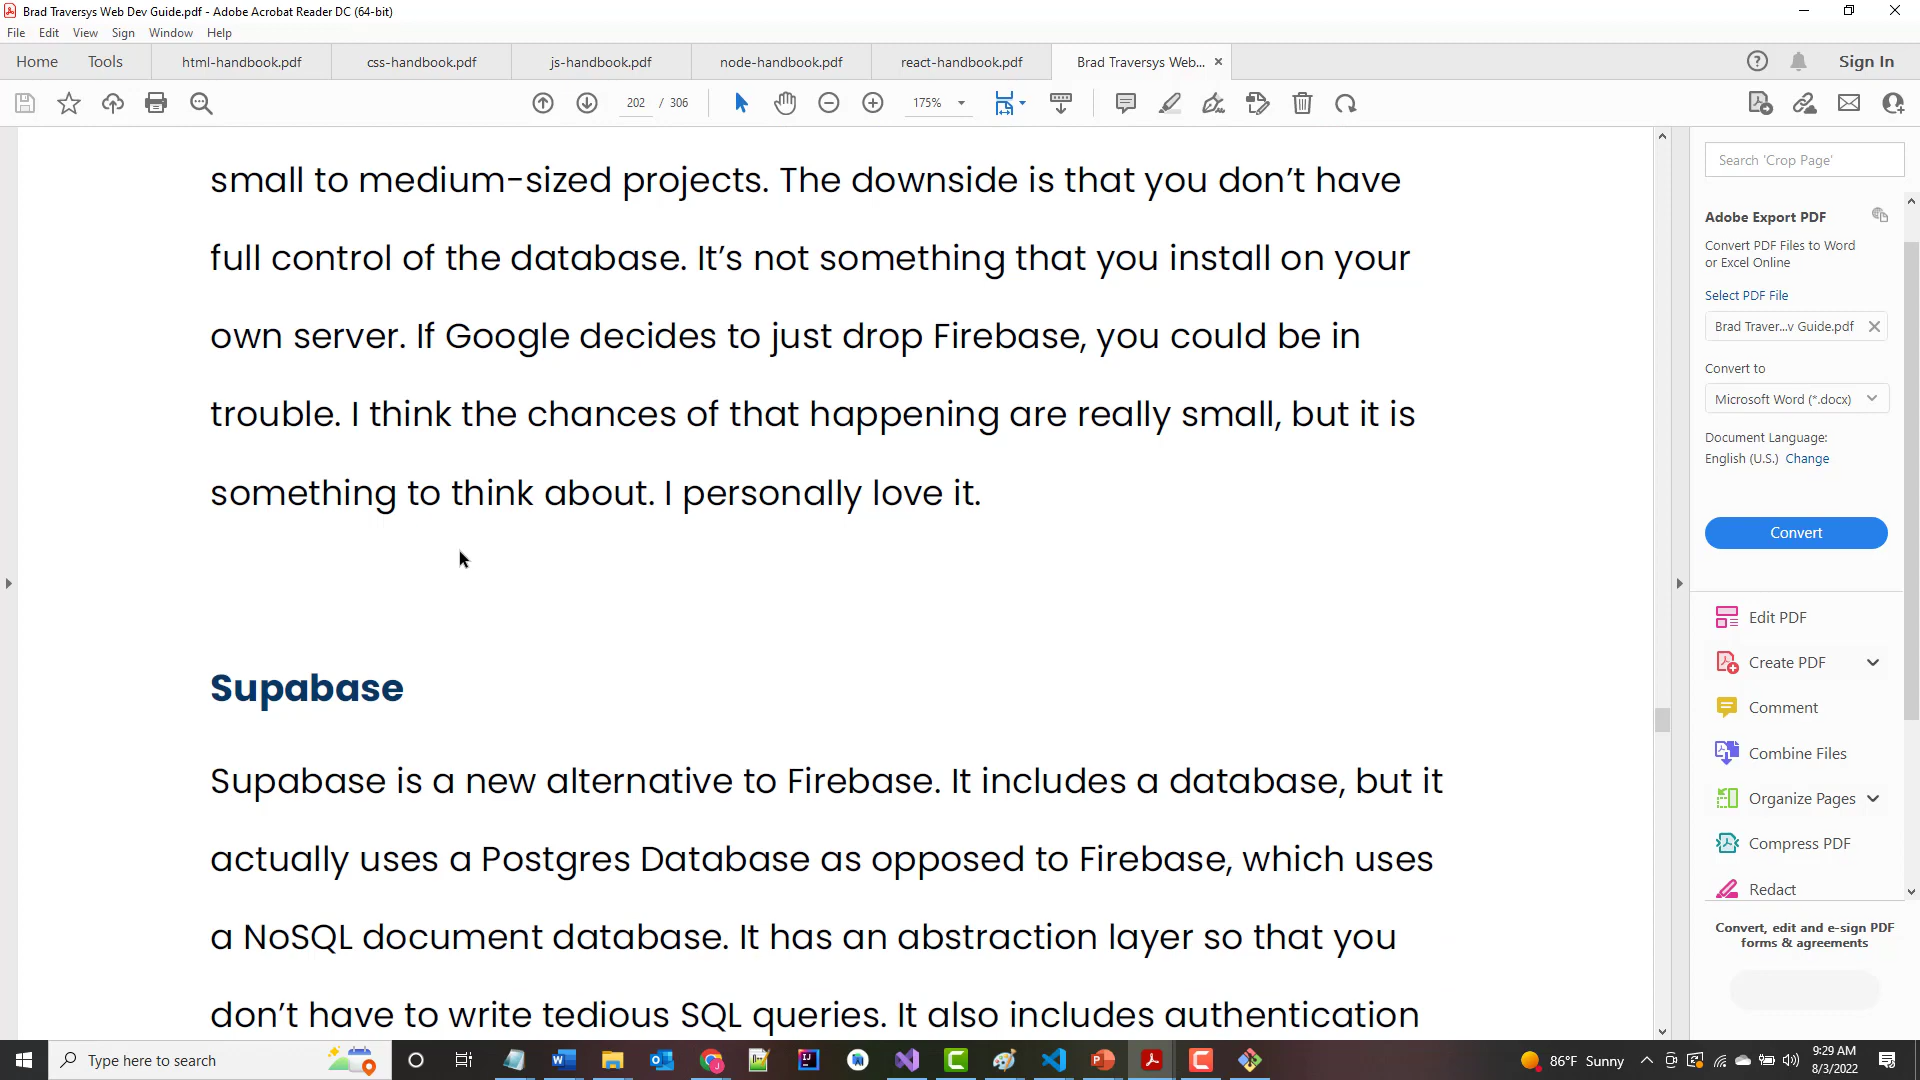 Brad Traversys Web Dev Guide.pdf - Adobe Acrobat Reader DC (64-bit)
File Edit View Sign Window Help
Home Tools html-handbook.pdf css-handbook.pdf js-handbook.pdf node-handbook.pdf react-handbook.pdf Brad Traversys Web... × Sign In
202 / 306 175%
small to medium-sized projects. The downside is that you don’t have
full control of the database. It’s not something that you install on your
own server. If Google decides to just drop Firebase, you could be in
trouble. I think the chances of that happening are really small, but it is
something to think about. I personally love it.
Supabase
Supabase is a new alternative to Firebase. It includes a database, but it
actually uses a Postgres Database as opposed to Firebase, which uses
a NoSQL document database. It has an abstraction layer so that you
don’t have to write tedious SQL queries. It also includes authentication
Search 'Crop Page'
Adobe Export PDF
Convert PDF Files to Word
or Excel Online
Select PDF File
Brad Traver...v Guide.pdf
Convert to
Microsoft Word (*.docx)
Document Language:
English (U.S.) Change
Convert
Edit PDF
Create PDF
Comment
Combine Files
Organize Pages
Compress PDF
Redact
Convert, edit and e-sign PDF
forms & agreements
Type here to search
86°F Sunny
9:29 AM
8/3/2022